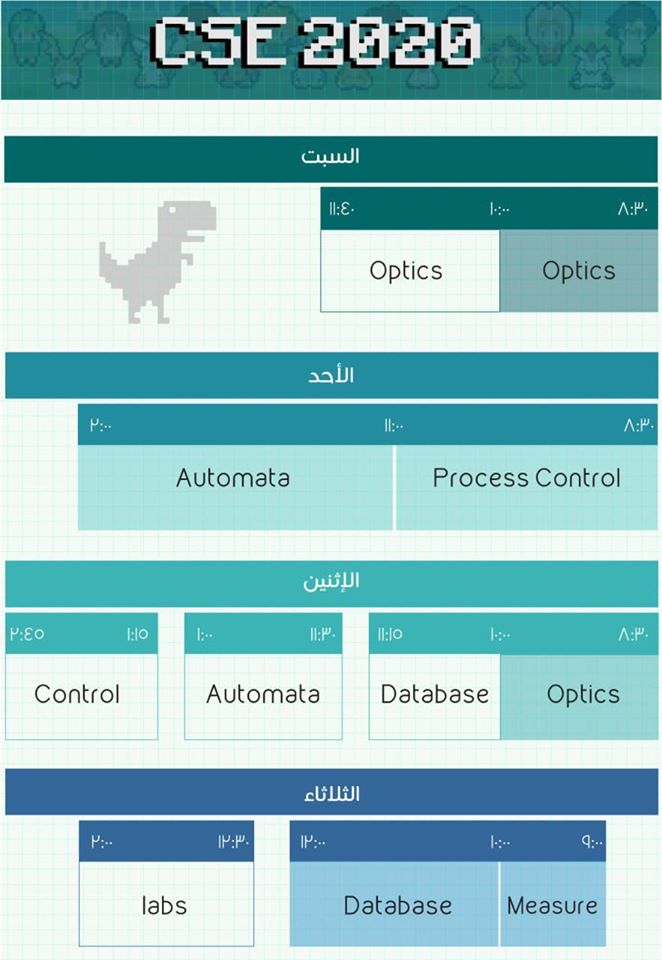 CSE 2020
السبت
٨:٣٠ ١٠:٠٠ ١١:٤٠
Optics Optics
الأحد
٨:٣٠ ١١:٠٠ ٢:٠٠
Automata Process Control
الإثنين
٨:٣٠ ١٠:٠٠ ١١:١٥ ١١:٣٠ ١:٠٠ ١:١٥ ٢:٤٥
Control Automata Database Optics
الثلاثاء
٩:٠٠ ١٠:٠٠ ١٢:٠٠ ١٢:٣٠ ٢:٠٠
labs Database Measure